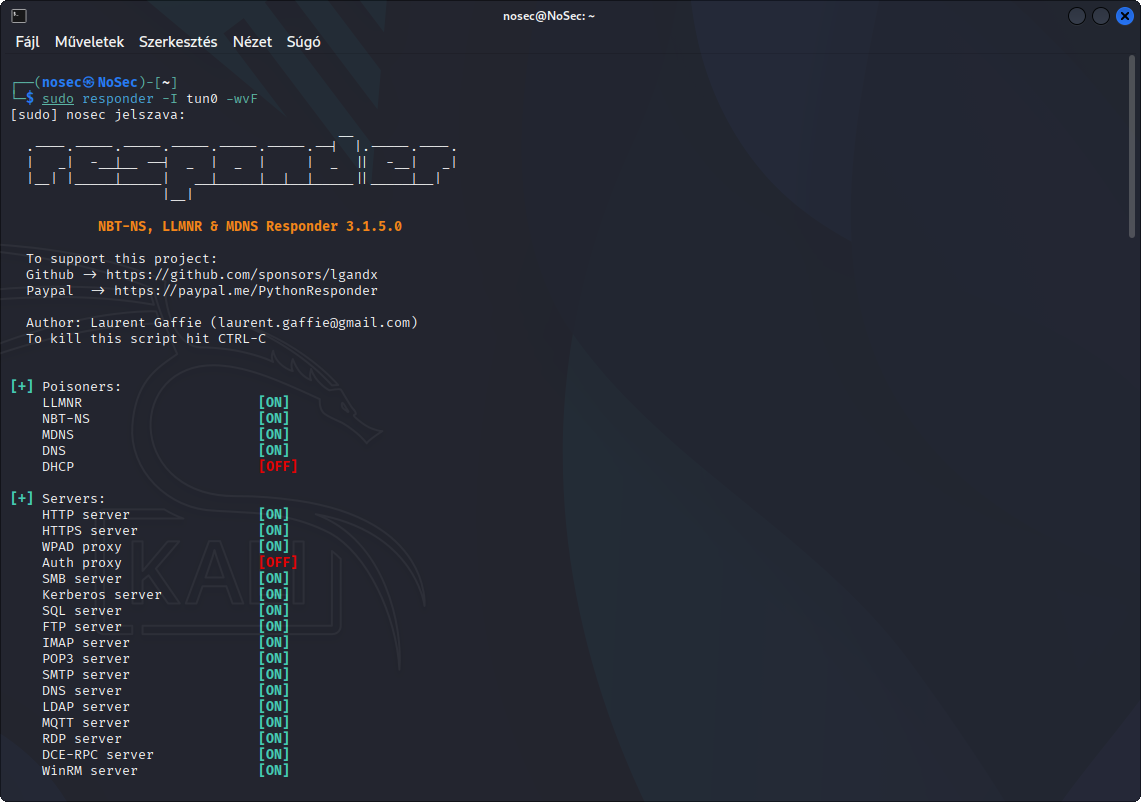 nosec@NoSec: ~
Fájl Műveletek Szerkesztés Nézet Súgó
┌──(nosec㉿NoSec)-[~]
└─$ sudo responder -I tun0 -wvF
[sudo] nosec jelszava:
responder
NBT-NS, LLMNR & MDNS Responder 3.1.5.0
To support this project:
Github -> https://github.com/sponsors/lgandx
Paypal -> https://paypal.me/PythonResponder
Author: Laurent Gaffie (laurent.gaffie@gmail.com)
To kill this script hit CTRL-C
[+] Poisoners:
LLMNR [ON]
NBT-NS [ON]
MDNS [ON]
DNS [ON]
DHCP [OFF]
[+] Servers:
HTTP server [ON]
HTTPS server [ON]
WPAD proxy [ON]
Auth proxy [OFF]
SMB server [ON]
Kerberos server [ON]
SQL server [ON]
FTP server [ON]
IMAP server [ON]
POP3 server [ON]
SMTP server [ON]
DNS server [ON]
LDAP server [ON]
MQTT server [ON]
RDP server [ON]
DCE-RPC server [ON]
WinRM server [ON]
KALI